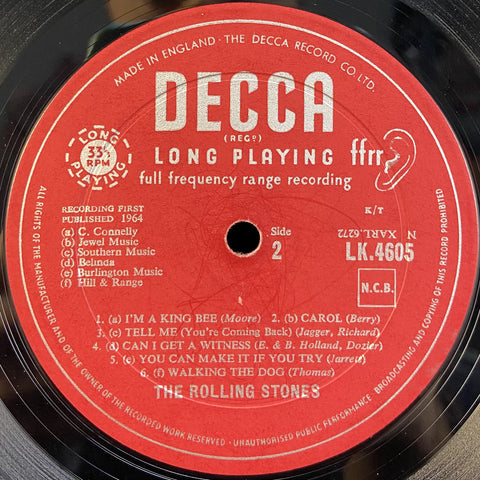 MADE IN ENGLAND · THE DECCA RECORD CO LTD.
DECCA
(REGD)
LONG PLAYING ffrr
full frequency range recording
LONG
33⅓
RPM
PLAYING
K/T
RECORDING FIRST
PUBLISHED 1964
(a) C. Connelly
(b) Jewel Music
(c) Southern Music
(d) Belinda
(e) Burlington Music
(f) Hill & Range
Side
2
N XARL.6272
LK.4605
N.C.B.
1.(a) I'M A KING BEE (Moore) 2.(b) CAROL (Berry)
3.(c) TELL ME (You're Coming Back) (Jagger, Richard)
4.(d) CAN I GET A WITNESS (E. & B. Holland, Dozier)
5.(e) YOU CAN MAKE IT IF YOU TRY (Jarrett)
6.(f) WALKING THE DOG (Thomas)
THE ROLLING STONES
ALL RIGHTS OF THE MANUFACTURER AND OF THE OWNER OF THE RECORDED WORK RESERVED · UNAUTHORISED PUBLIC PERFORMANCE BROADCASTING AND COPYING OF THIS RECORD PROHIBITED